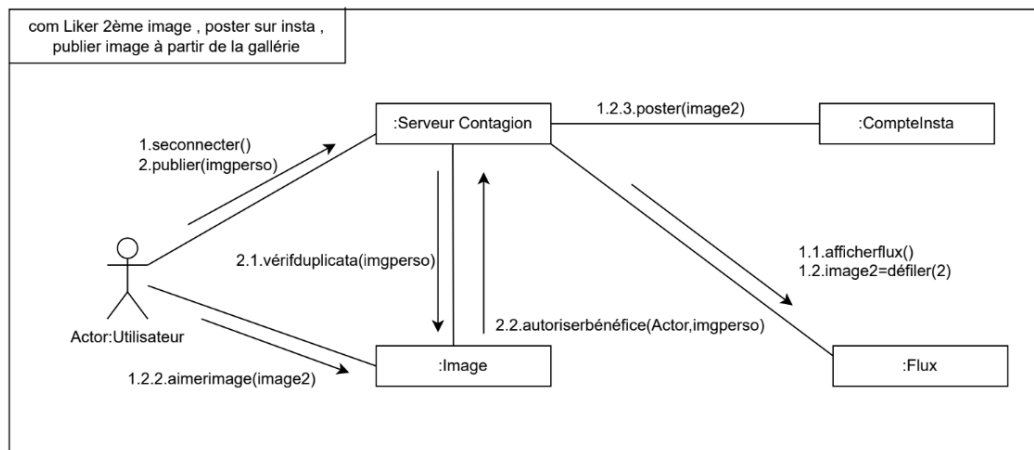 com Liker 2ème image , poster sur insta ,
publier image à partir de la gallérie
:Serveur Contagion
1.2.3.poster(image2)
:CompteInsta
1.seconnecter()
2.publier(imgperso)
2.1.vérifduplicata(imgperso)
1.1.afficherflux()
1.2.image2=défiler(2)
2.2.autoriserbénéfice(Actor,imgperso)
Actor:Utilisateur
1.2.2.aimerimage(image2)
:Image
:Flux